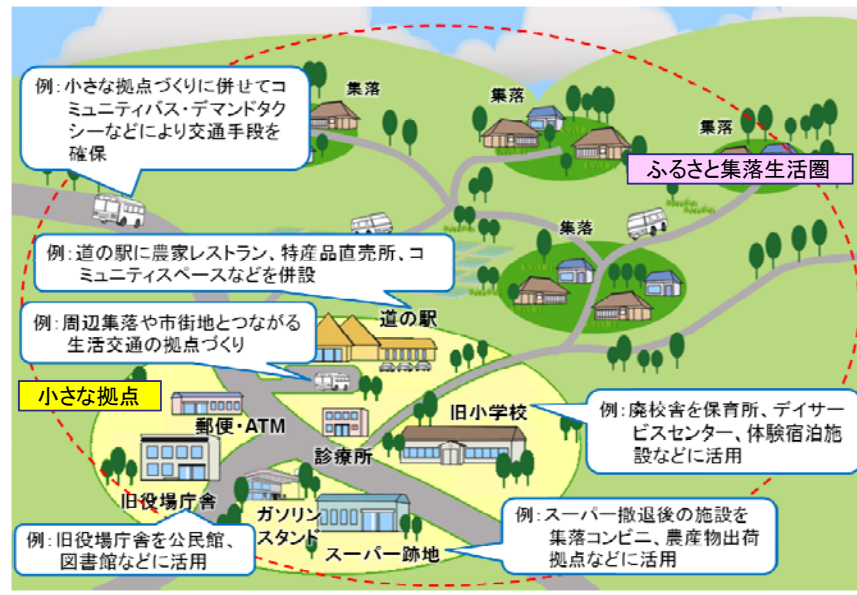 例：小さな拠点づくりに併せてコ
ミュニティバス・デマンドタク
シーなどにより交通手段を
確保
集落
集落
集落
ふるさと集落生活圏
集落
例：道の駅に農家レストラン、特産品直売所、コ
ミュニティスペースなどを併設
道の駅
例：周辺集落や市街地とつながる
生活交通の拠点づくり
小さな拠点
郵便・ATM
旧小学校
診療所
例：廃校舎を保育所、デイサー
ビスセンター、体験宿泊施
設などに活用
旧役場庁舎
ガソリン
スタンド
スーパー跡地
例：旧役場庁舎を公民館、
図書館などに活用
例：スーパー撤退後の施設を
集落コンビニ、農産物出荷
拠点などに活用